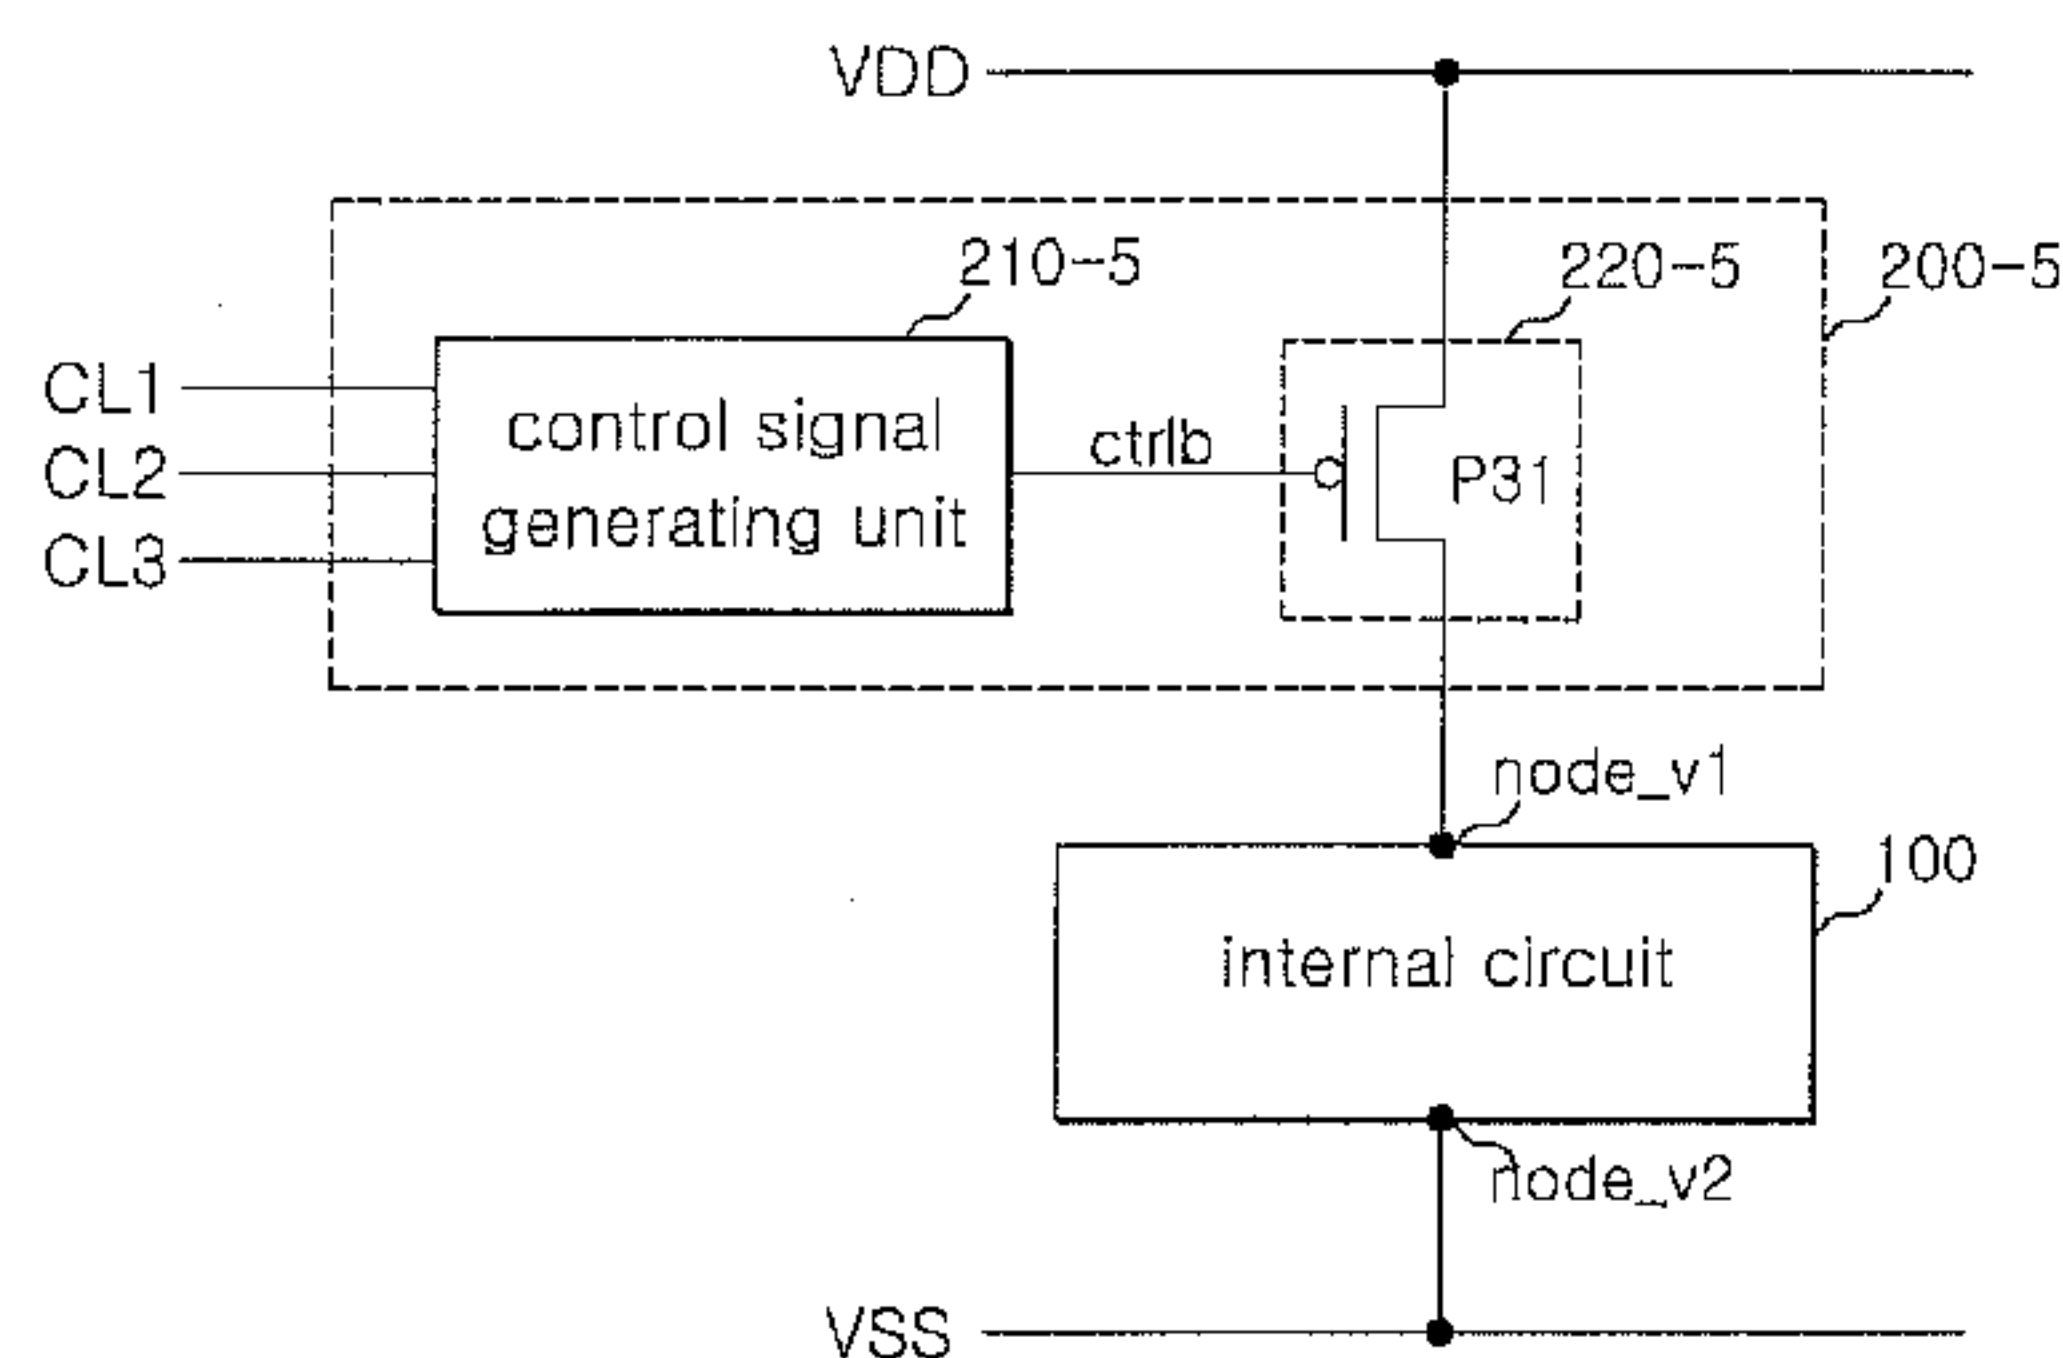 VDD
210-5
220-5
200-5
CL1
CL2
CL3
control signal
generating unit
ctrlb
P31
node_v1
100
internal circuit
node_v2
VSS